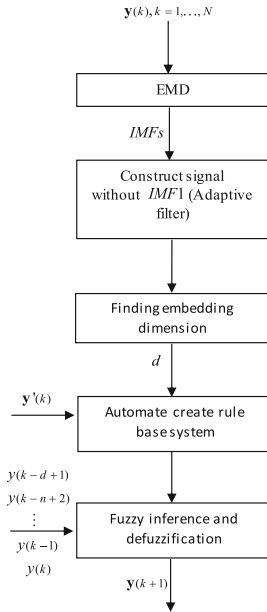 y(k), k = 1,..., N
EMD
IMFs
Construct signal
without IMF1 (Adaptive
filter)
Finding embedding
dimension
d
y'(k)
Automate create rule
base system
y(k−d+1)
y(k−n+2)
⋮
y(k−1)
y(k)
Fuzzy inference and
defuzzification
y(k+1)